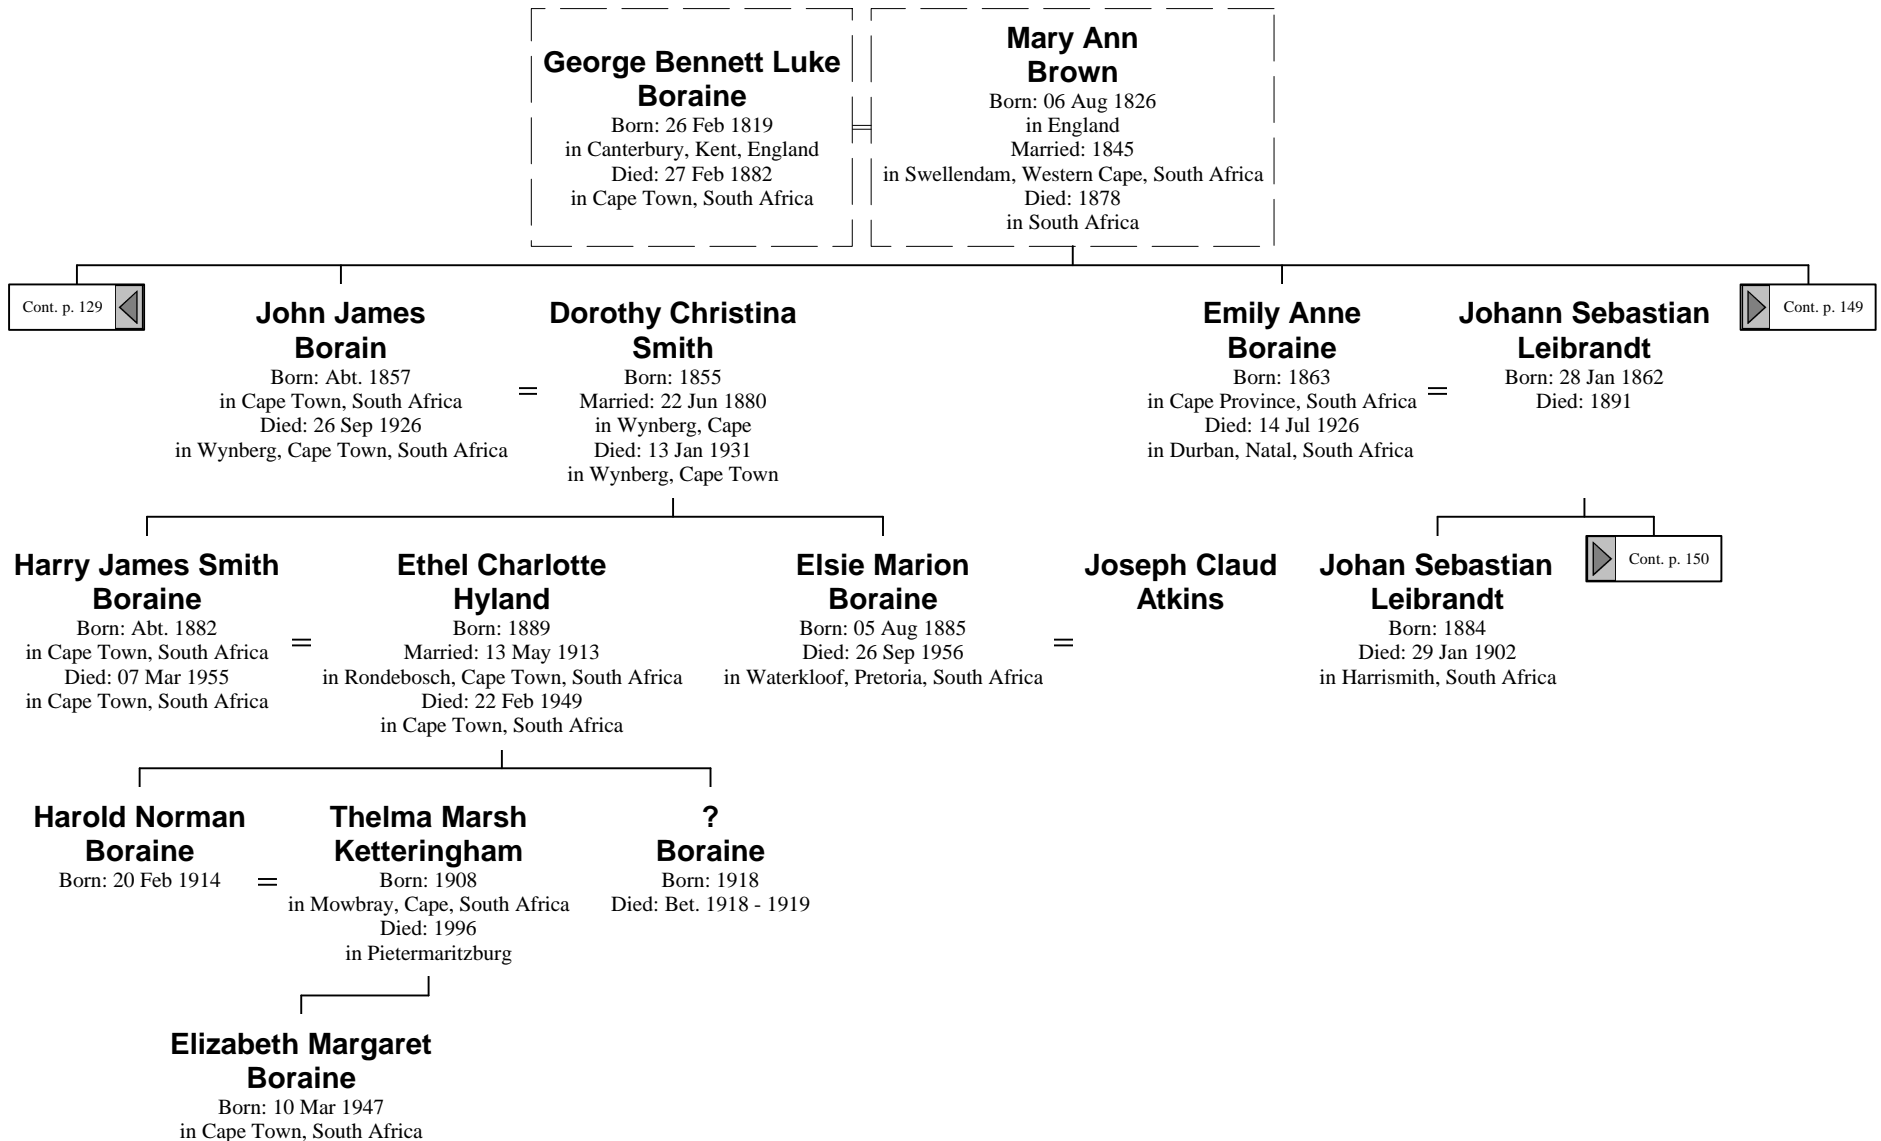 George Bennett Luke
Boraine
Born: 26 Feb 1819
in Canterbury, Kent, England
Died: 27 Feb 1882
in Cape Town, South Africa
=
Mary Ann
Brown
Born: 06 Aug 1826
in England
Married: 1845
in Swellendam, Western Cape, South Africa
Died: 1878
in South Africa
Cont. p. 129
John James
Borain
Born: Abt. 1857
in Cape Town, South Africa
Died: 26 Sep 1926
in Wynberg, Cape Town, South Africa
=
Dorothy Christina
Smith
Born: 1855
Married: 22 Jun 1880
in Wynberg, Cape
Died: 13 Jan 1931
in Wynberg, Cape Town
Emily Anne
Boraine
Born: 1863
in Cape Province, South Africa
Died: 14 Jul 1926
in Durban, Natal, South Africa
=
Johann Sebastian
Leibrandt
Born: 28 Jan 1862
Died: 1891
Cont. p. 149
Harry James Smith
Boraine
Born: Abt. 1882
in Cape Town, South Africa
Died: 07 Mar 1955
in Cape Town, South Africa
=
Ethel Charlotte
Hyland
Born: 1889
Married: 13 May 1913
in Rondebosch, Cape Town, South Africa
Died: 22 Feb 1949
in Cape Town, South Africa
Elsie Marion
Boraine
Born: 05 Aug 1885
Died: 26 Sep 1956
in Waterkloof, Pretoria, South Africa
=
Joseph Claud
Atkins
Johan Sebastian
Leibrandt
Born: 1884
Died: 29 Jan 1902
in Harrismith, South Africa
Cont. p. 150
Harold Norman
Boraine
Born: 20 Feb 1914
=
Thelma Marsh
Ketteringham
Born: 1908
in Mowbray, Cape, South Africa
Died: 1996
in Pietermaritzburg
?
Boraine
Born: 1918
Died: Bet. 1918 - 1919
Elizabeth Margaret
Boraine
Born: 10 Mar 1947
in Cape Town, South Africa